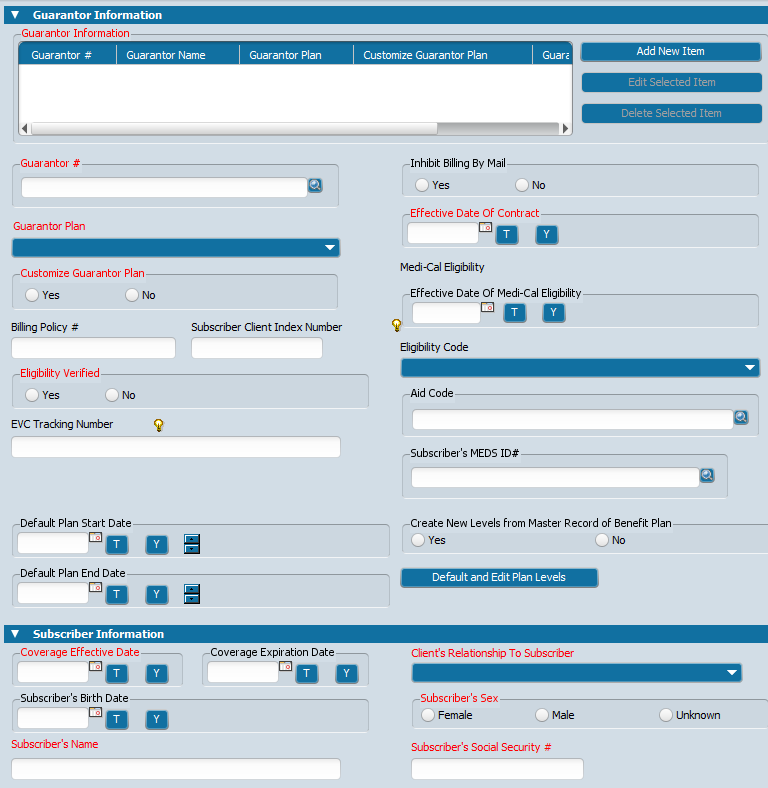 Guarantor Information
Guarantor Information
Guarantor # Guarantor Name Guarantor Plan Customize Guarantor Plan Guara
Add New Item
Edit Selected Item
Delete Selected Item
Guarantor #
Inhibit Billing By Mail
Yes No
Effective Date Of Contract
T Y
Guarantor Plan
Customize Guarantor Plan
Yes No
Medi-Cal Eligibility
Effective Date Of Medi-Cal Eligibility
T Y
Billing Policy # Subscriber Client Index Number
Eligibility Code
Eligibility Verified
Yes No
Aid Code
EVC Tracking Number
Subscriber's MEDS ID#
Default Plan Start Date
T Y
Create New Levels from Master Record of Benefit Plan
Yes No
Default Plan End Date
T Y
Default and Edit Plan Levels
Subscriber Information
Coverage Effective Date
T Y
Coverage Expiration Date
T Y
Client's Relationship To Subscriber
Subscriber's Birth Date
T Y
Subscriber's Sex
Female Male Unknown
Subscriber's Name
Subscriber's Social Security #